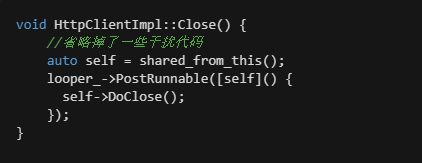 void HttpClientImpl::Close() {
    //省略掉了一些干扰代码
    auto self = shared_from_this();
    looper_->PostRunnable([self]() {
      self->DoClose();
    });
}